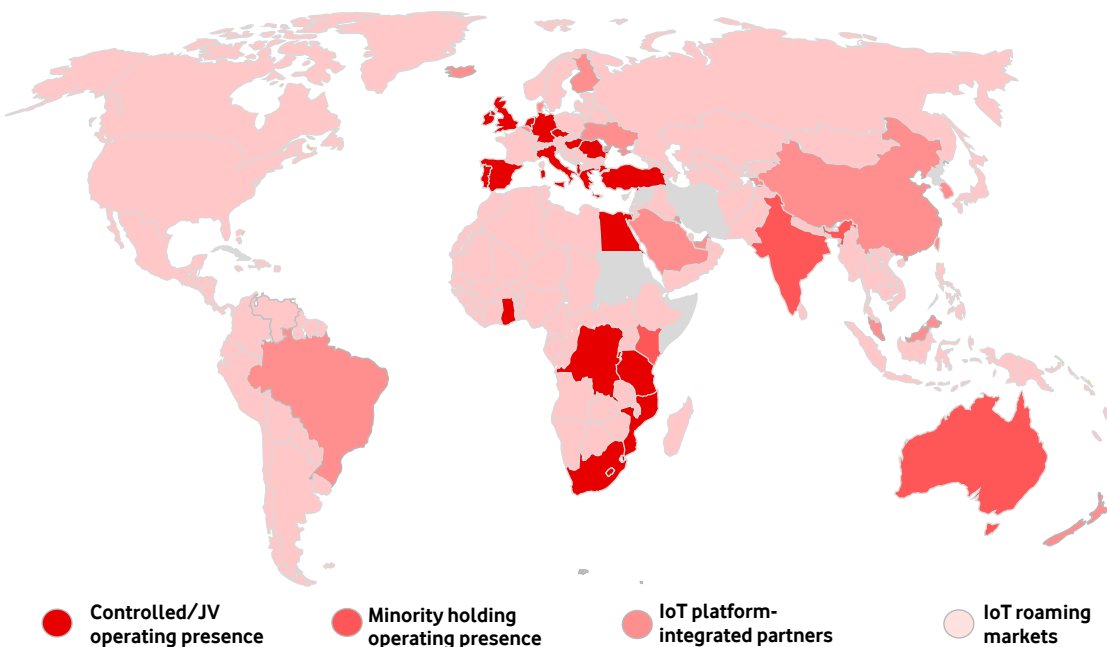 Controlled/JV
operating presence
Minority holding
operating presence
IoT platform-
integrated partners
IoT roaming
markets